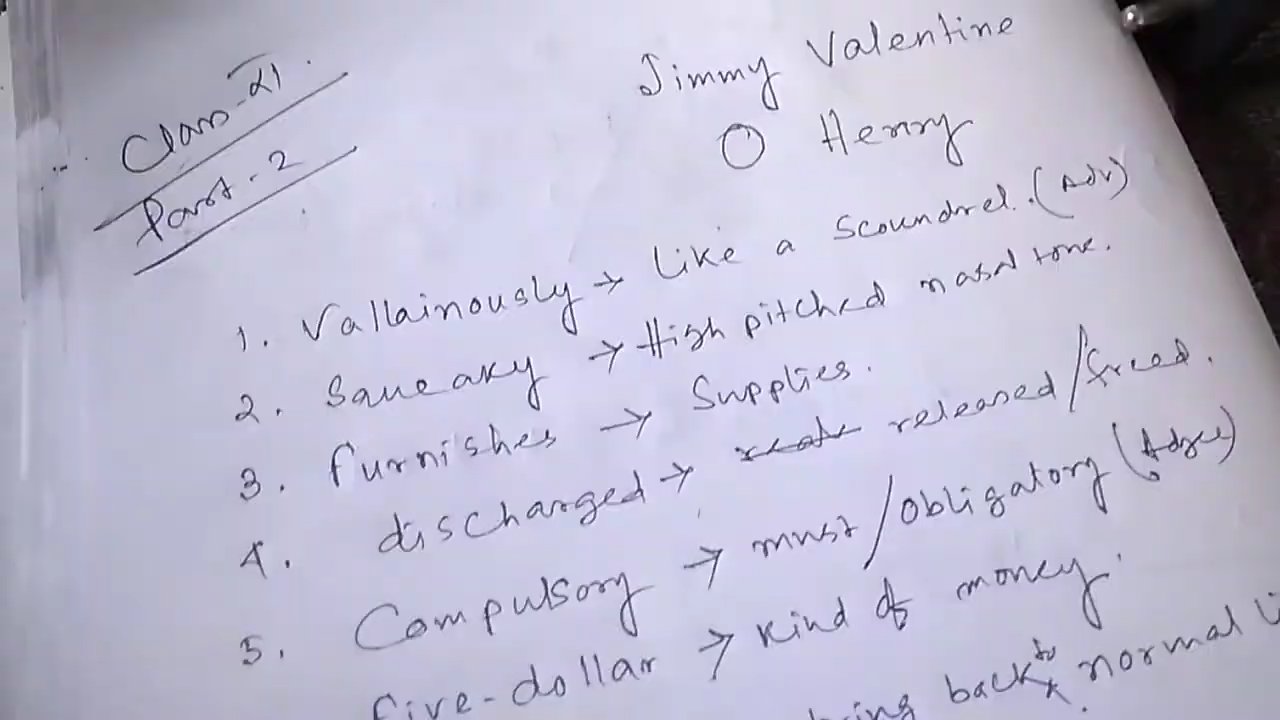 Class-21
Part-2
Jimmy Valentine
O Henry
1. Vallainously → Like a Scoundrel. (Adv)
2. Squeaky → High pitched nasal tone.
3. furnishes → Supplies.
4. discharged → released/freed.
5. Compulsory → must/obligatory (Adj)
five-dollar → kind of money.
back to normal